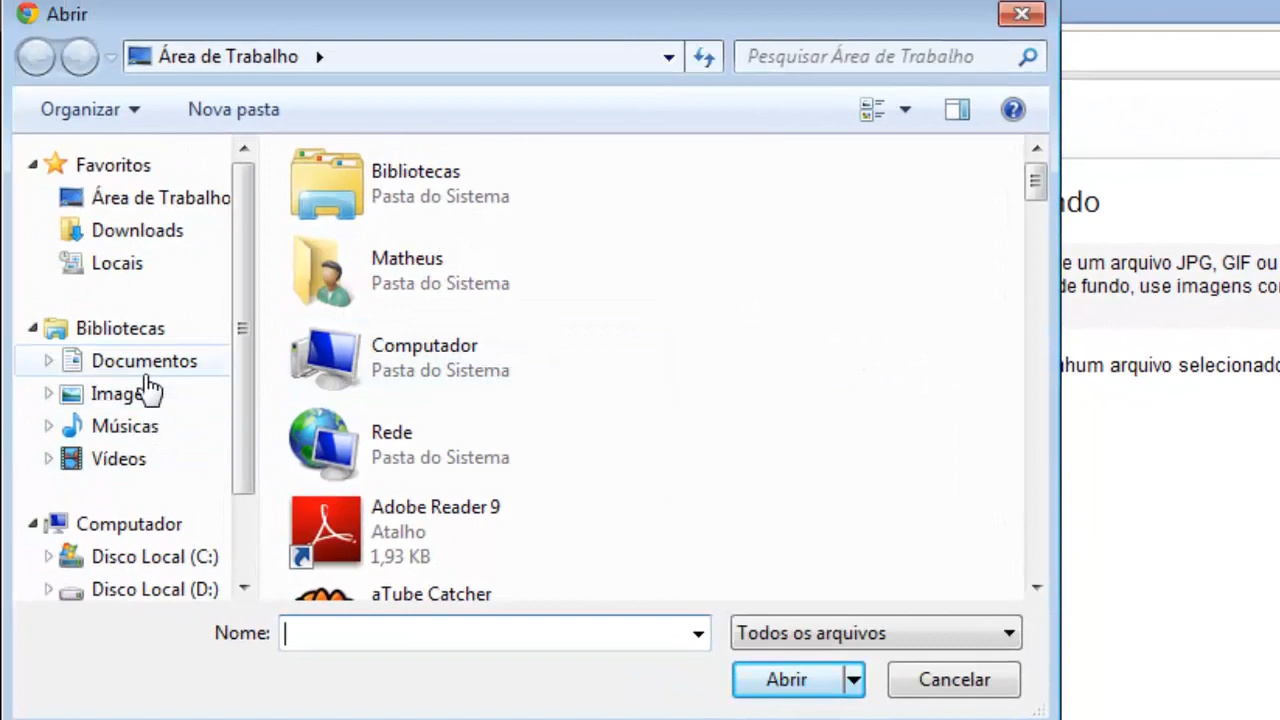 Abrir
Área de Trabalho
Pesquisar Área de Trabalho
Organizar
Nova pasta
Favoritos
Área de Trabalho
Downloads
Locais
Bibliotecas
Documentos
Músicas
Vídeos
Computador
Disco Local (C:)
Disco Local (D:)
Bibliotecas
Pasta do Sistema
Matheus
Pasta do Sistema
Computador
Pasta do Sistema
Rede
Pasta do Sistema
Adobe Reader 9
Atalho
1,93 KB
aTube Catcher
Nome:
Todos os arquivos
Abrir
Cancelar
e um arquivo JPG, GIF ou
de fundo, use imagens
arquivo selecionado